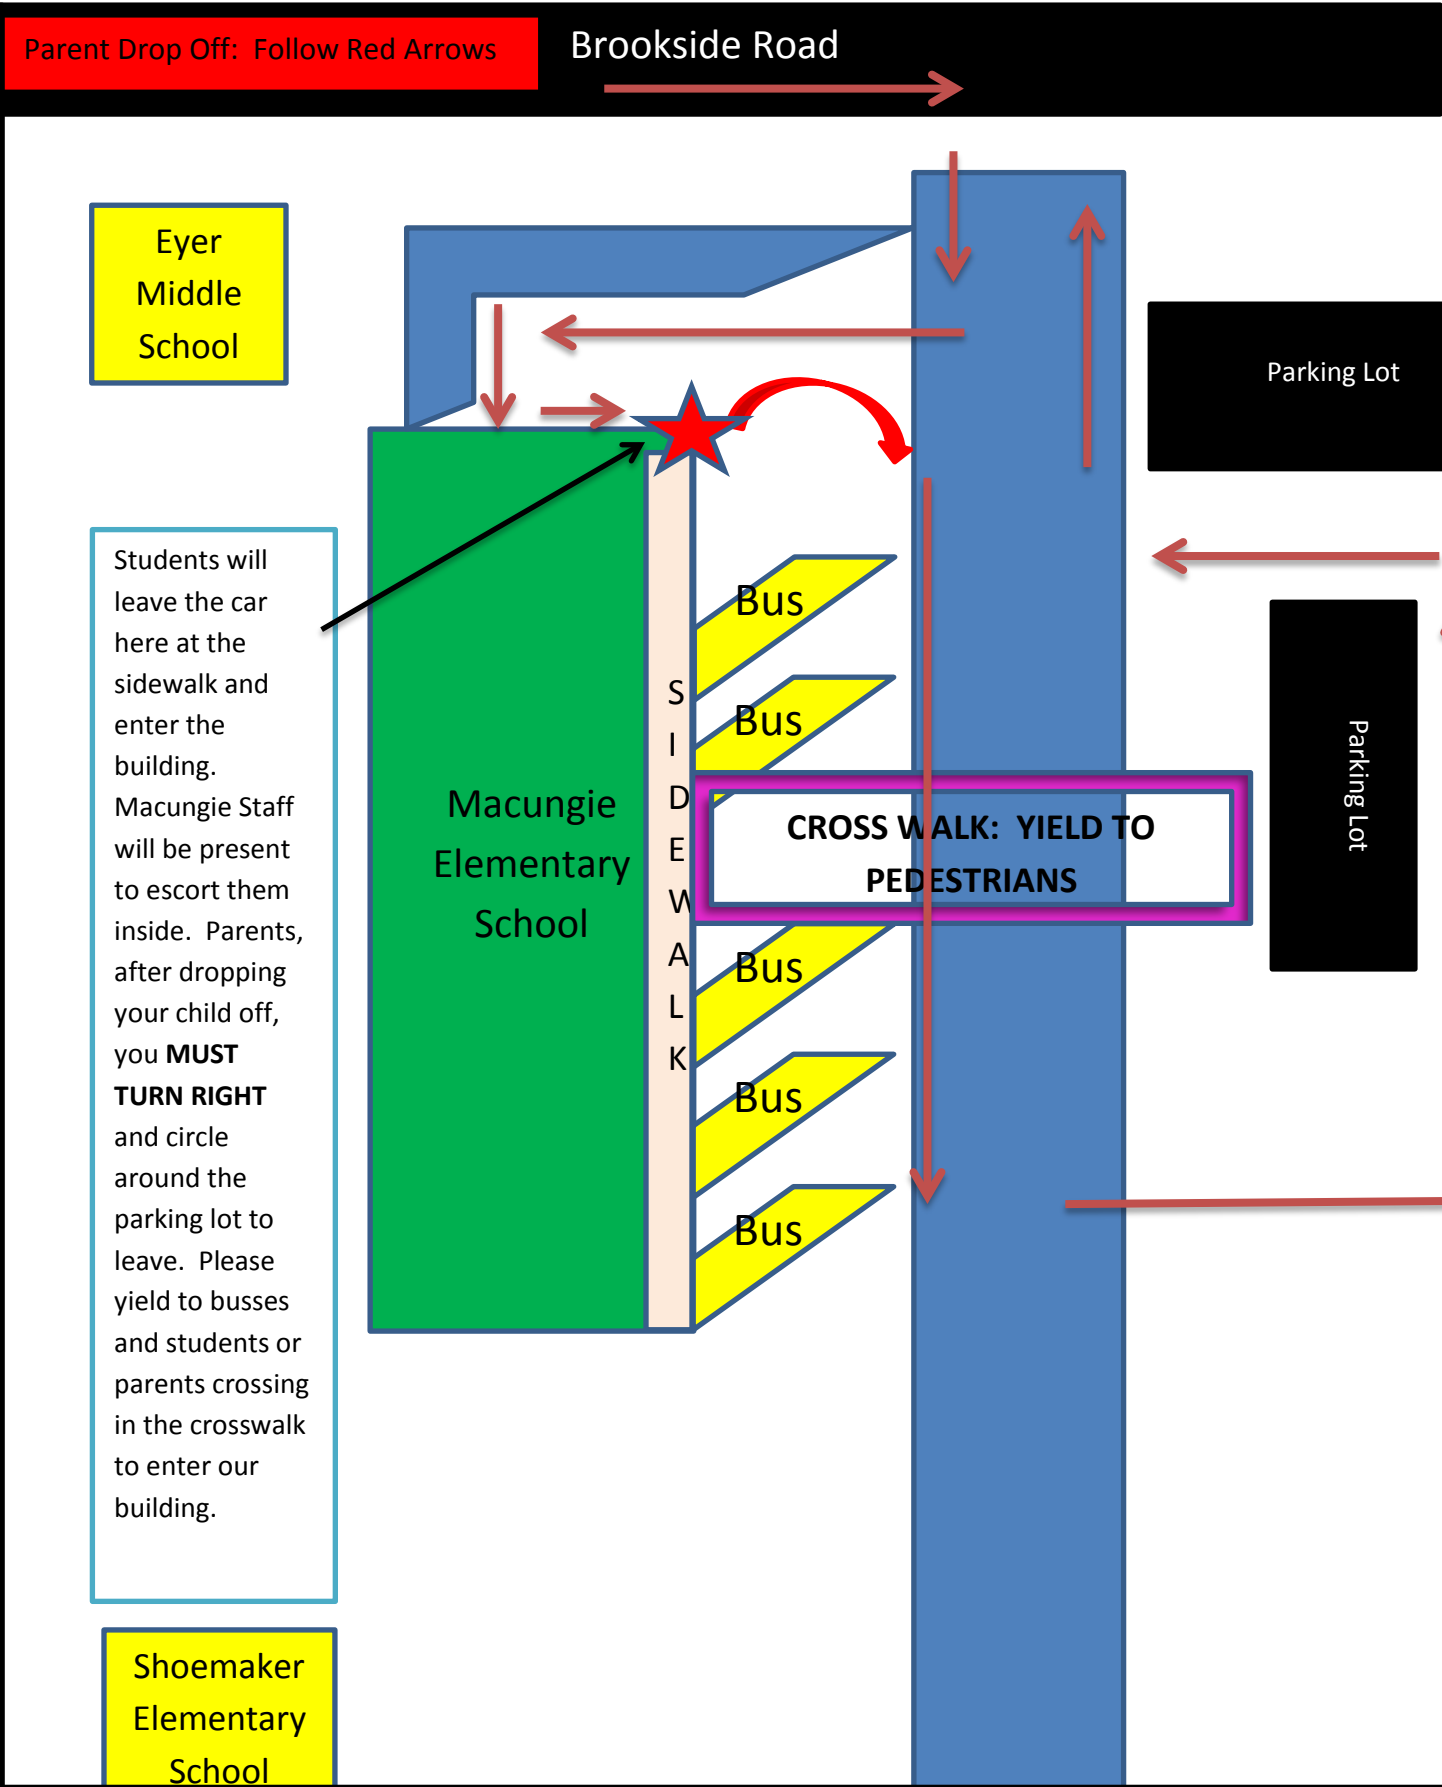 Parent Drop Off:  Follow Red Arrows
Brookside Road
Eyer
Middle
School
Parking Lot
Students will
leave the car
here at the
sidewalk and
enter the
building.
Macungie Staff
will be present
to escort them
inside.  Parents,
after dropping
your child off,
you MUST
TURN RIGHT
and circle
around the
parking lot to
leave.  Please
yield to busses
and students or
parents crossing
in the crosswalk
to enter our
building.
Macungie
Elementary
School
S
I
D
E
W
A
L
K
Bus
Bus
CROSS WALK:  YIELD TO
PEDESTRIANS
Bus
Bus
Bus
Parking Lot
Shoemaker
Elementary
School